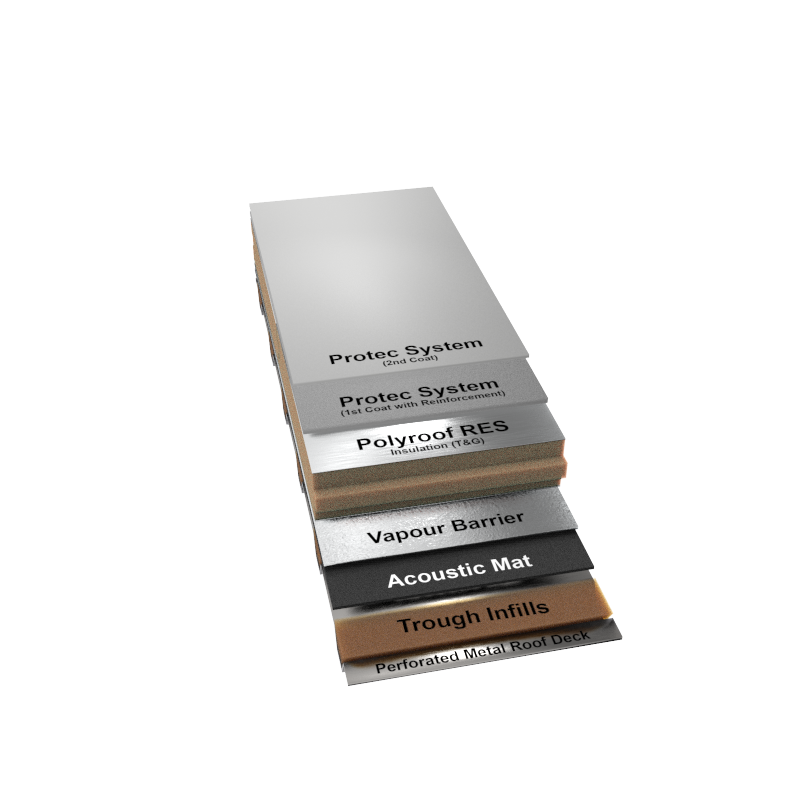 Protec System
(2nd Coat)
Protec System
(1st Coat with Reinforcement)
Polyroof RES
Insulation (T&G)
Vapour Barrier
Acoustic Mat
Trough Infills
Perforated Metal Roof Deck